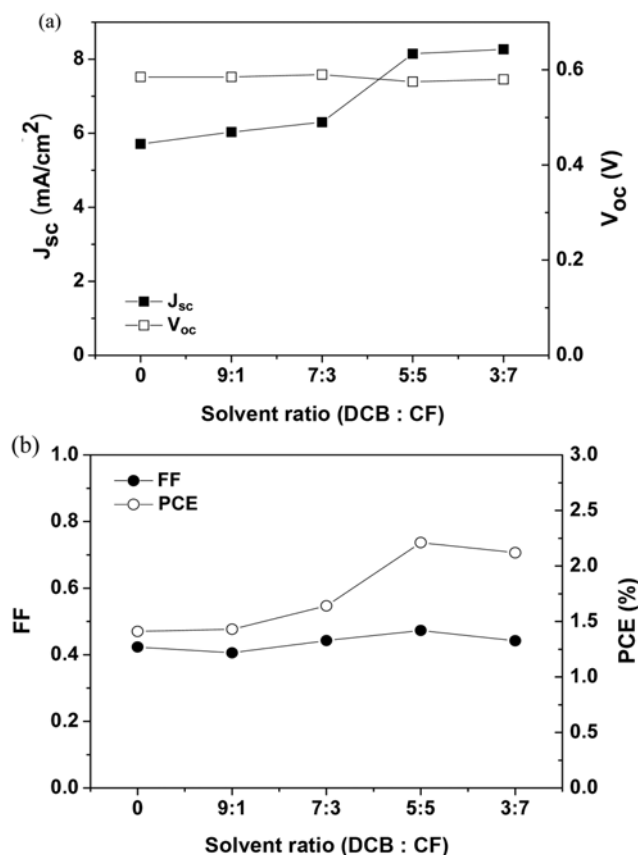 (a)
8
6
4
2
0
J_sc (mA/cm²)
0.6
0.4
0.2
0.0
V_oc (V)
J_sc
V_oc
0 9:1 7:3 5:5 3:7
Solvent ratio (DCB : CF)
(b)
1.0
0.8
0.6
0.4
0.2
0.0
FF
3.0
2.5
2.0
1.5
1.0
0.5
0.0
PCE (%)
FF
PCE
0 9:1 7:3 5:5 3:7
Solvent ratio (DCB : CF)